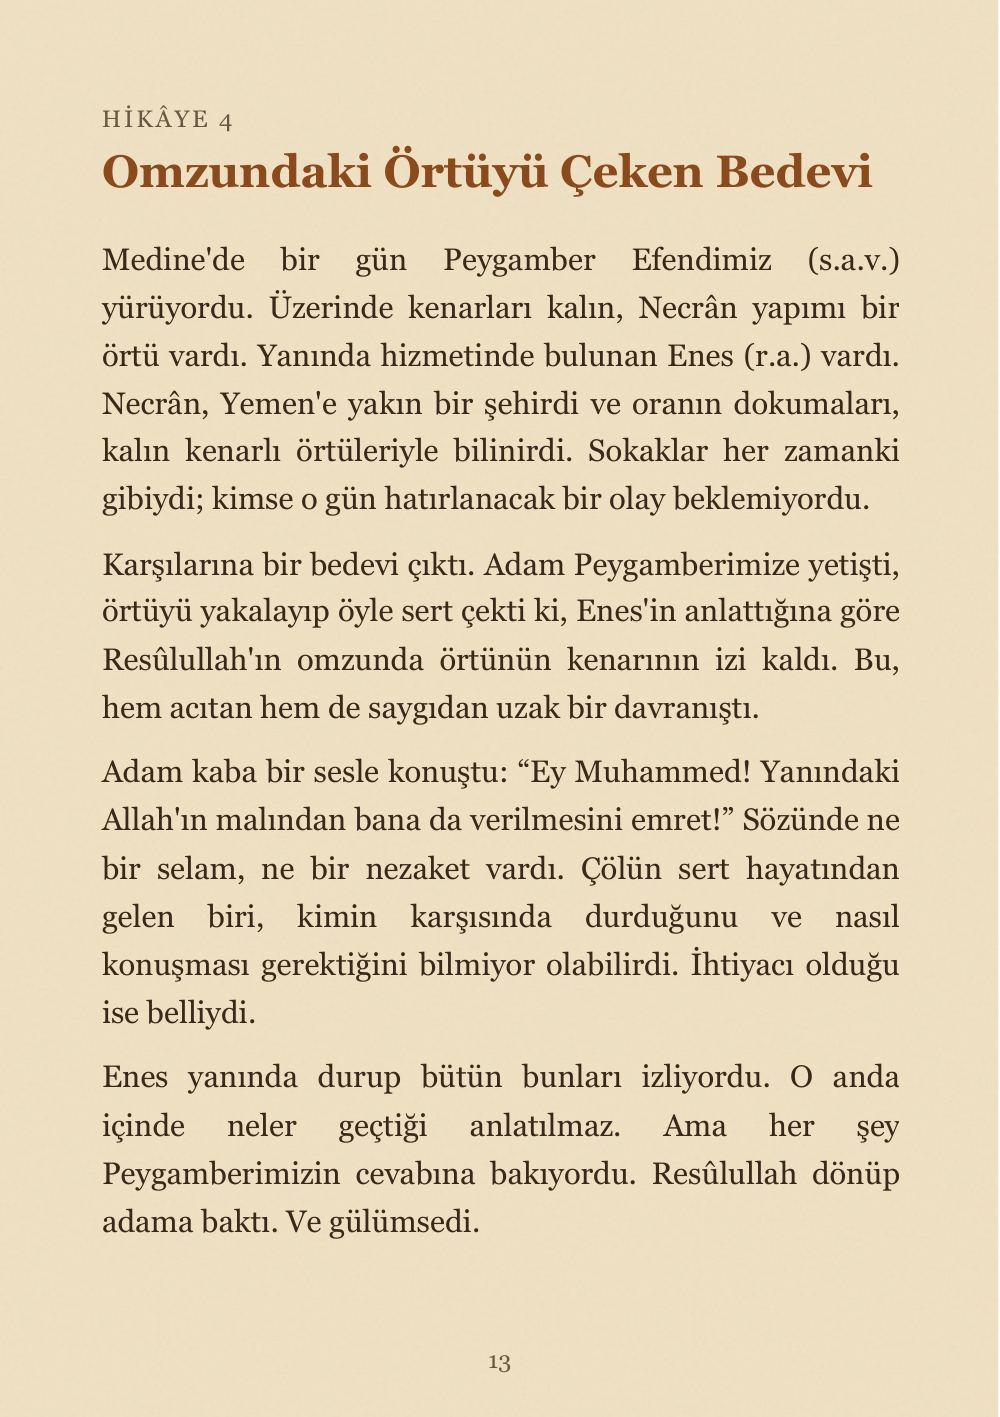 HİKÂYE 4
Omzundaki Örtüyü Çeken Bedevi
Medine'de bir gün Peygamber Efendimiz (s.a.v.)
yürüyordu. Üzerinde kenarları kalın, Necrân yapımı bir
örtü vardı. Yanında hizmetinde bulunan Enes (r.a.) vardı.
Necrân, Yemen'e yakın bir şehirdi ve oranın dokumaları,
kalın kenarlı örtüleriyle bilinirdi. Sokaklar her zamanki
gibiydi; kimse o gün hatırlanacak bir olay beklemiyordu.
Karşılarına bir bedevi çıktı. Adam Peygamberimize yetişti,
örtüyü yakalayıp öyle sert çekti ki, Enes'in anlattığına göre
Resûlullah'ın omzunda örtünün kenarının izi kaldı. Bu,
hem acıtan hem de saygıdan uzak bir davranıştı.
Adam kaba bir sesle konuştu: “Ey Muhammed! Yanındaki
Allah'ın malından bana da verilmesini emret!” Sözünde ne
bir selam, ne bir nezaket vardı. Çölün sert hayatından
gelen biri, kimin karşısında durduğunu ve nasıl
konuşması gerektiğini bilmiyor olabilirdi. İhtiyacı olduğu
ise belliydi.
Enes yanında durup bütün bunları izliyordu. O anda
içinde neler geçtiği anlatılmaz. Ama her şey
Peygamberimizin cevabına bakıyordu. Resûlullah dönüp
adama baktı. Ve gülümsedi.
13